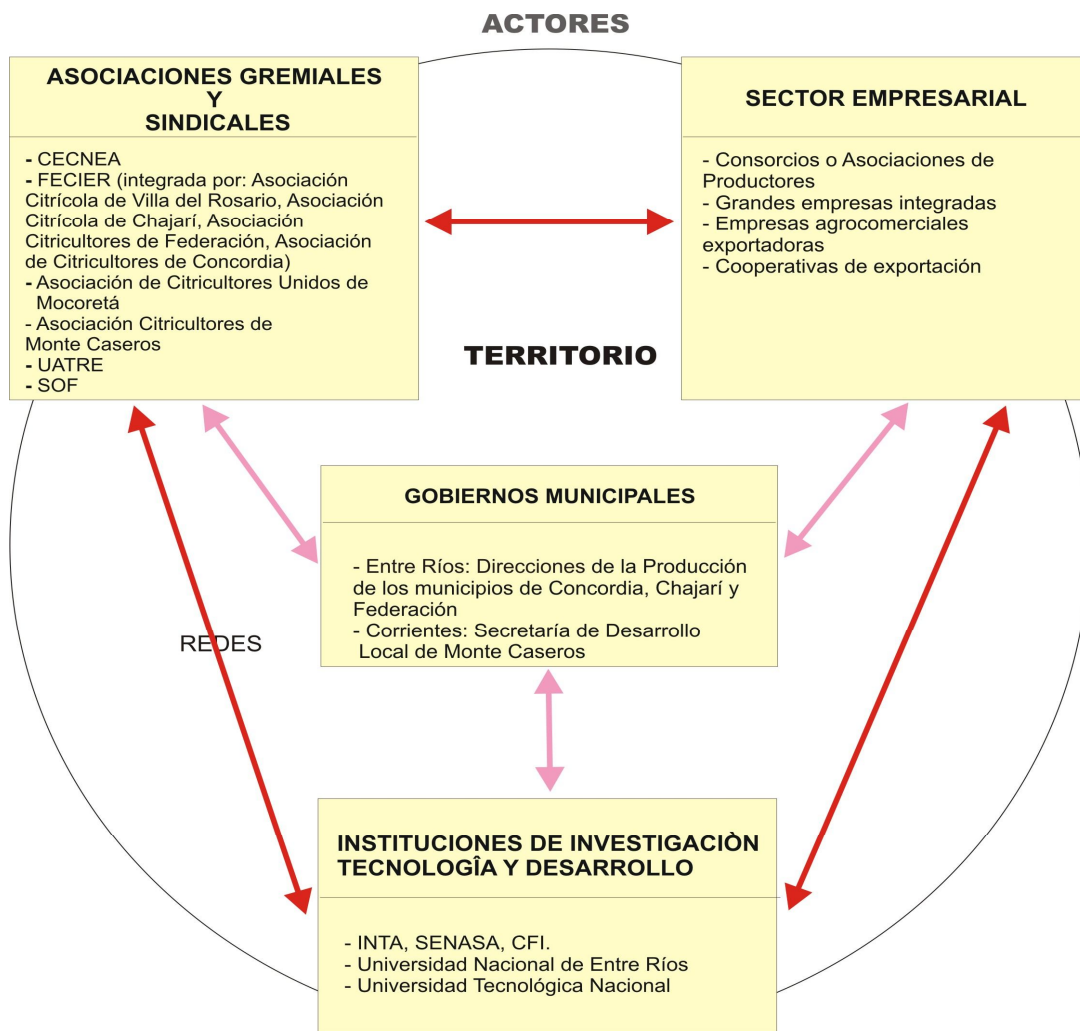 ACTORES
ASOCIACIONES GREMIALES
Y
SINDICALES
- CECNEA
- FECIER (integrada por: Asociación
Citrícola de Villa del Rosario, Asociación
Citrícola de Chajarí, Asociación
Citricultores de Federación, Asociación
de Citricultores de Concordia)
- Asociación de Citricultores Unidos de
Mocoretá
- Asociación Citricultores de
Monte Caseros
- UATRE
- SOF
SECTOR EMPRESARIAL
- Consorcios o Asociaciones de
Productores
- Grandes empresas integradas
- Empresas agrocomerciales
exportadoras
- Cooperativas de exportación
TERRITORIO
GOBIERNOS MUNICIPALES
- Entre Ríos: Direcciones de la Producción
de los municipios de Concordia, Chajarí y
Federación
- Corrientes: Secretaría de Desarrollo
Local de Monte Caseros
REDES
INSTITUCIONES DE INVESTIGACIÒN
TECNOLOGÎA Y DESARROLLO
- INTA, SENASA, CFI.
- Universidad Nacional de Entre Ríos
- Universidad Tecnológica Nacional